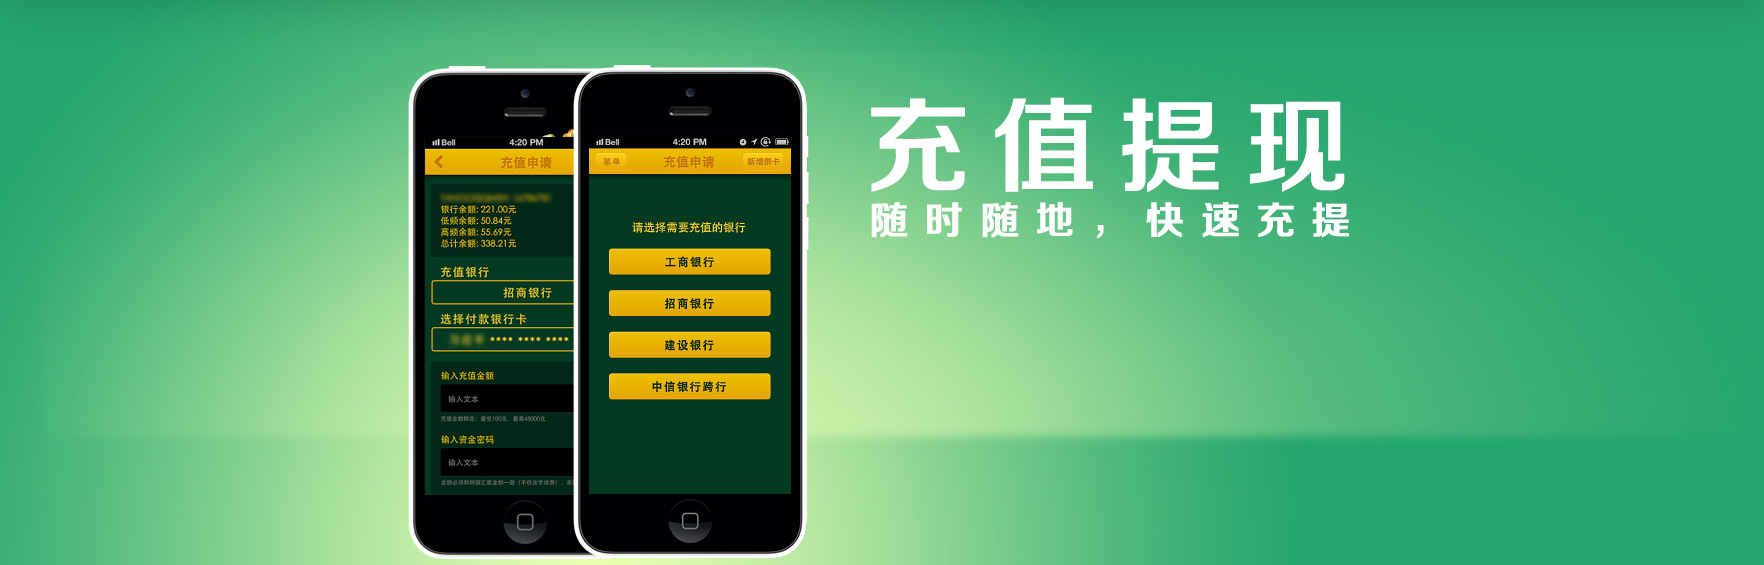 Bell 4:20 PM
充值申请
银行余额: 221.00元
低频余额: 50.84元
高频余额: 55.69元
总计余额: 338.21元
充值银行
招商银行
选择付款银行卡
**** **** ****
输入充值金额
输入文本
充值金额限定：最低100元，最高45000元
输入资金密码
输入文本
Bell 4:20 PM
菜单 充值申请 新增绑卡
请选择需要充值的银行
工商银行
招商银行
建设银行
中信银行跨行
充值提现
随时随地，快速充提